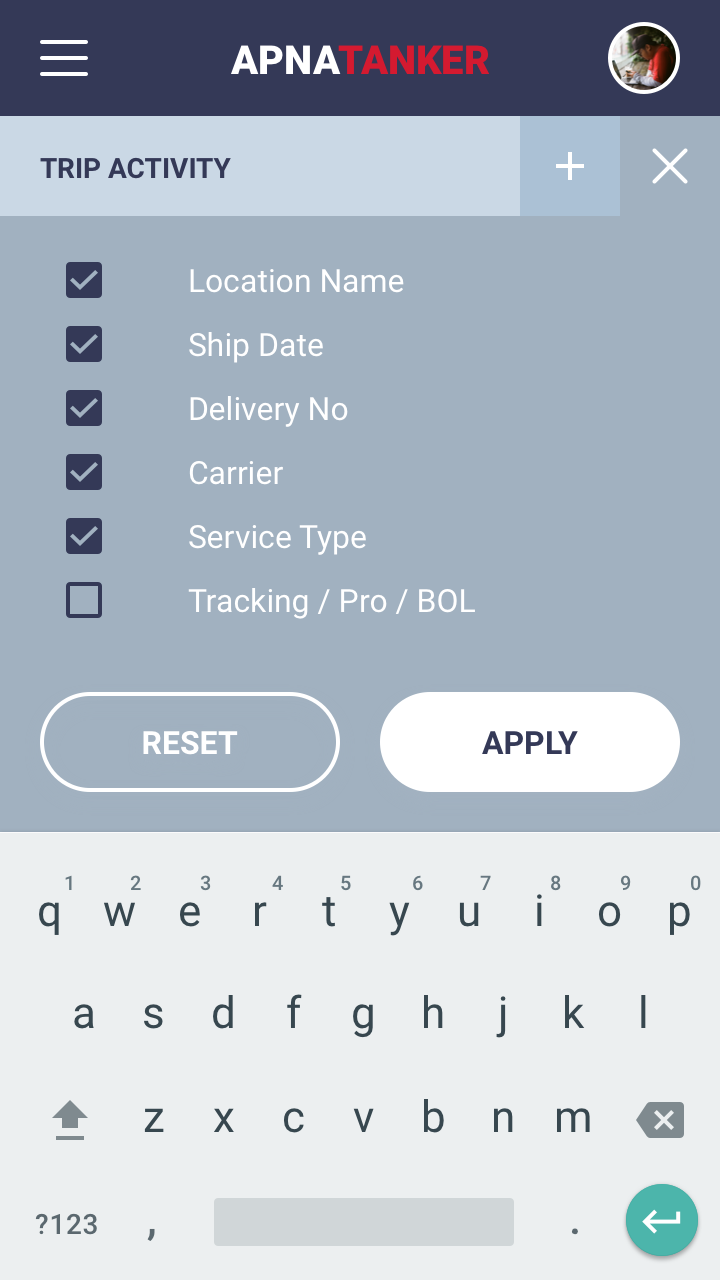 APNATANKER
TRIP ACTIVITY +
Location Name
Ship Date
Delivery No
Carrier
Service Type
Tracking / Pro / BOL
RESET APPLY
1 2 3 4 5 6 7 8 9 0
q w e r t y u i o p
a s d f g h j k l
z x c v b n m
?123 , .